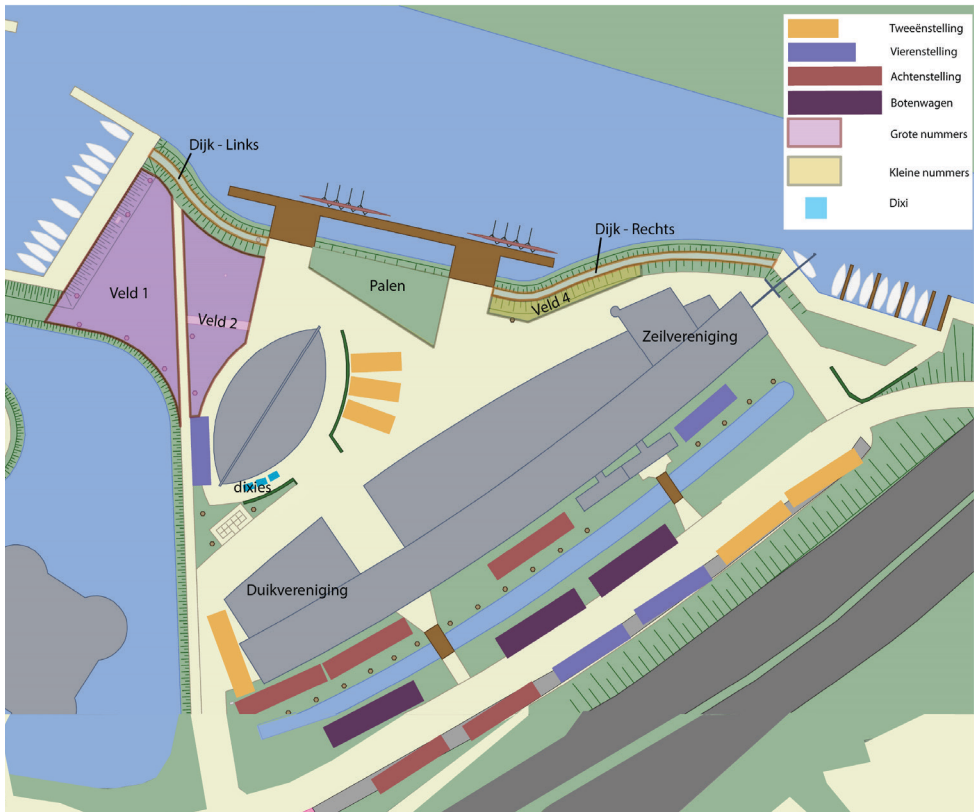 Tweeënstelling
Vierenstelling
Achtenstelling
Botenwagen
Grote nummers
Kleine nummers
Dixi
Dijk - Links
Dijk - Rechts
Veld 1
Palen
Veld 4
Veld 2
Zeilvereniging
dixies
Duikvereniging